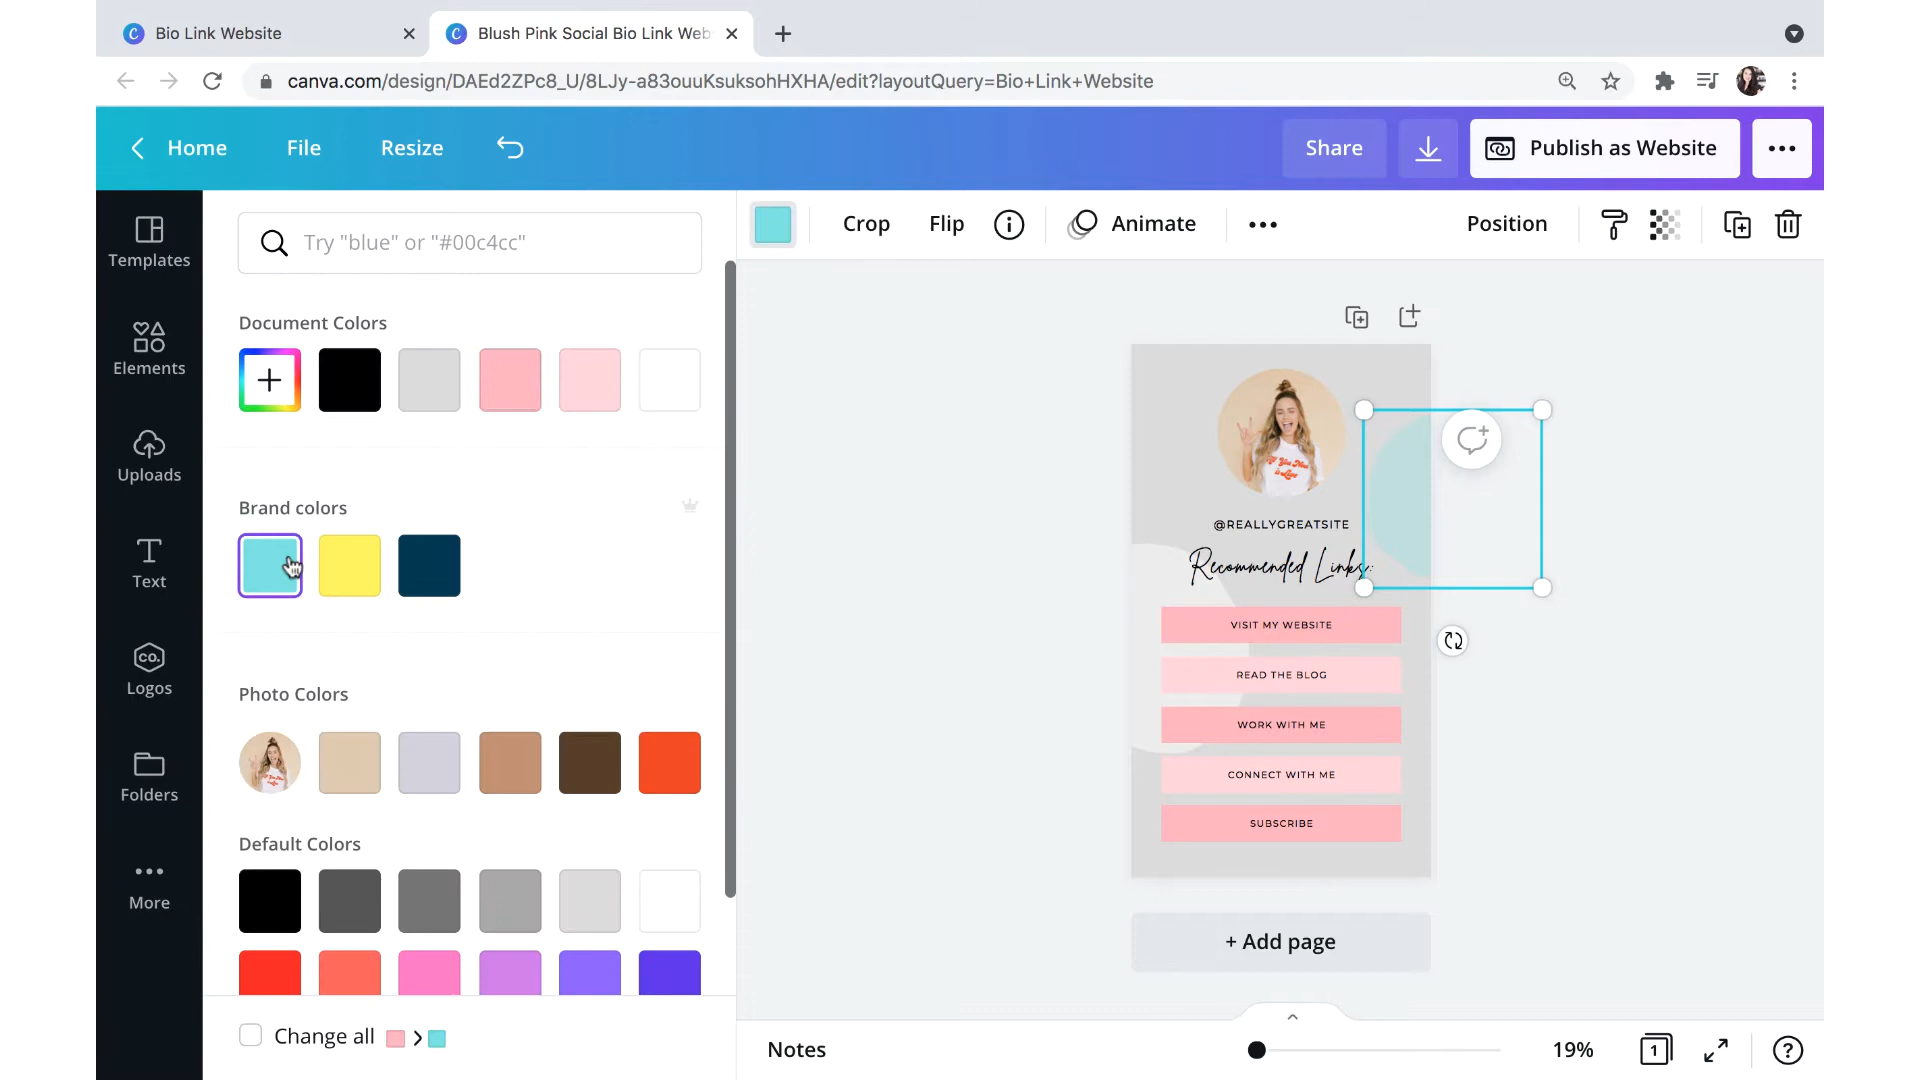 Bio Link Website
Blush Pink Social Bio Link Web
canva.com/design/DAEd2ZPc8_U/8LJy-a83ouuKsuksohHXHA/edit?layoutQuery=Bio+Link+Website
Home
File
Resize
Share
Publish as Website
Templates
Elements
Uploads
Text
CO.
Logos
Folders
More
Try "blue" or "#00c4cc"
Document Colors
Brand colors
Photo Colors
Default Colors
Change all
Crop
Flip
Animate
Position
@REALLYGREATSITE
Recommended Links:
VISIT MY WEBSITE
READ THE BLOG
WORK WITH ME
CONNECT WITH ME
SUBSCRIBE
+ Add page
Notes
19%
1